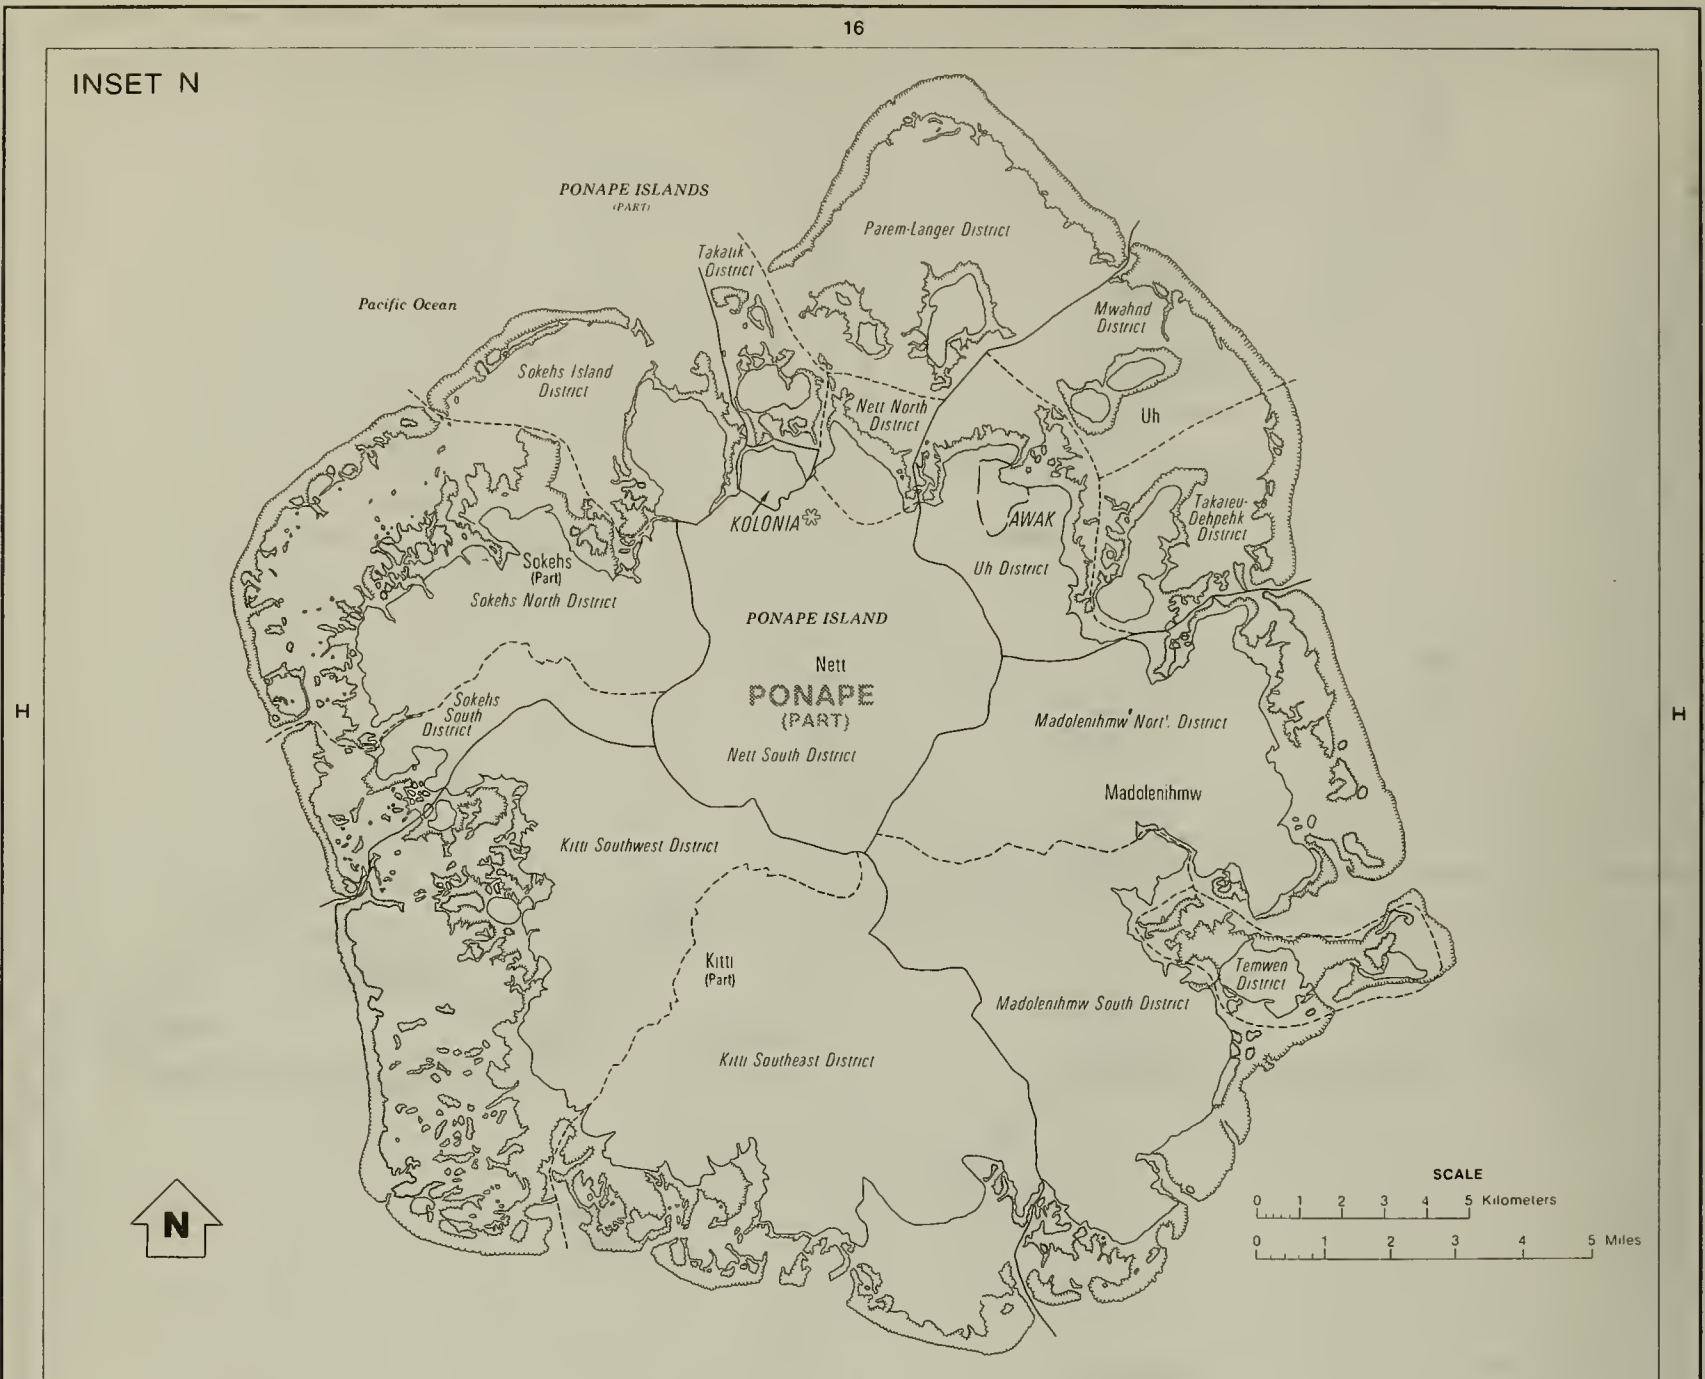 16
INSET N
PONAPE ISLANDS
(PART)
Parem-Langer District
Takatik
District
Pacific Ocean
Mwahnd
District
Sokehs Island
District
Nett North
District
Uh
KOLONIA*
AWAK
Takaieu-
Dehpehk
District
Sokehs
(Part)
Uh District
Sokehs North District
PONAPE ISLAND
Nett
PONAPE
(PART)
Sokehs
South
District
H
H
Madolenihmw Nort'. District
Nett South District
Madolenihmw
Kitti Southwest District
Kitti
(Part)
Temwen
District
Madolenihmw South District
Kitti Southeast District
SCALE
0 1 2 3 4 5 Kilometers
0 1 2 3 4 5 Miles
N